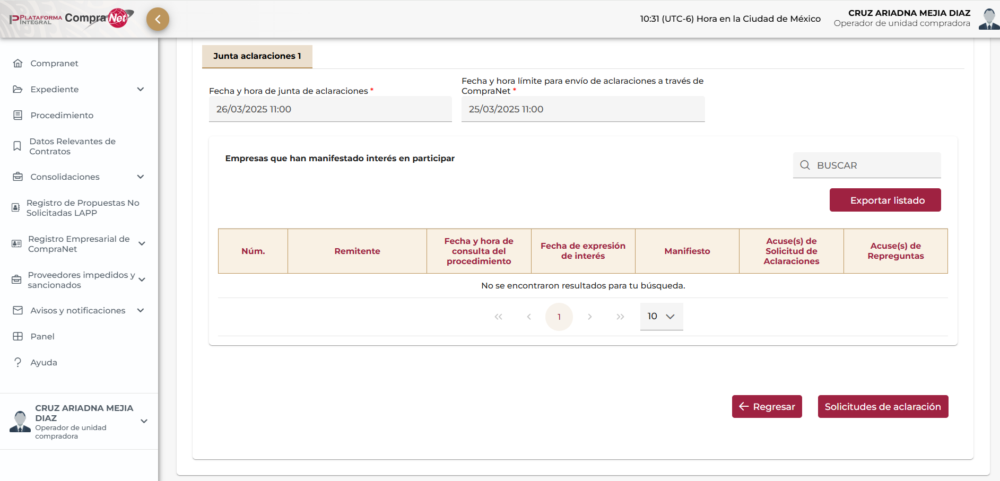 PLATAFORMA
INTEGRAL
CompraNet
10:31 (UTC-6) Hora en la Ciudad de México
CRUZ ARIADNA MEJIA DIAZ
Operador de unidad compradora
Compranet
Expediente
Procedimiento
Datos Relevantes de
Contratos
Consolidaciones
Registro de Propuestas No
Solicitadas LAPP
Registro Empresarial de
CompraNet
Proveedores impedidos y
sancionados
Avisos y notificaciones
Panel
Ayuda
CRUZ ARIADNA MEJIA
DIAZ
Operador de unidad
compradora
Junta aclaraciones 1
Fecha y hora de junta de aclaraciones *
26/03/2025 11:00
Fecha y hora límite para envío de aclaraciones a través de
CompraNet *
25/03/2025 11:00
Empresas que han manifestado interés en participar
BUSCAR
Exportar listado
Núm.
Remitente
Fecha y hora de
consulta del
procedimiento
Fecha de expresión
de interés
Manifiesto
Acuse(s) de
Solicitud de
Aclaraciones
Acuse(s) de
Repreguntas
No se encontraron resultados para tu búsqueda.
1
10
Regresar
Solicitudes de aclaración